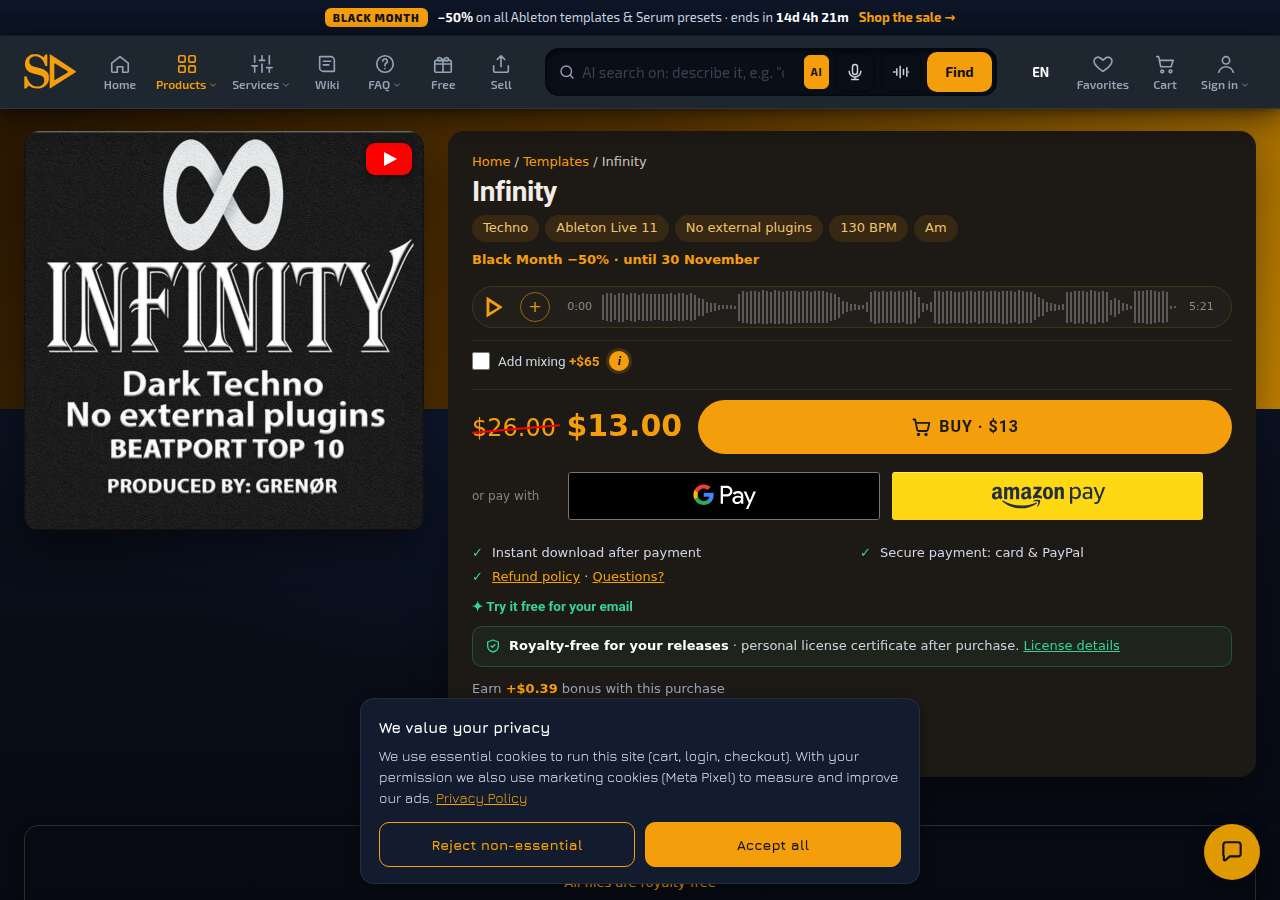 BLACK MONTH −50% on all Ableton templates & Serum presets · ends in 14d 4h 21m Shop the sale →
SD
Home Products Services Wiki FAQ Free Sell
AI search on: describe it, e.g. "
AI Find EN Favorites Cart Sign in
INFINITY
Dark Techno
No external plugins
BEATPORT TOP 10
PRODUCED BY: GRENØR
Home / Templates / Infinity
Infinity
Techno Ableton Live 11 No external plugins 130 BPM Am
Black Month −50% · until 30 November
0:00 5:21
Add mixing +$65 i
$26.00 $13.00 BUY · $13
or pay with G Pay amazon pay
✓ Instant download after payment ✓ Secure payment: card & PayPal
✓ Refund policy · Questions?
✦ Try it free for your email
Royalty-free for your releases · personal license certificate after purchase. License details
Earn +$0.39 bonus with this purchase
We value your privacy
We use essential cookies to run this site (cart, login, checkout). With your
permission we also use marketing cookies (Meta Pixel) to measure and improve
our ads. Privacy Policy
Reject non-essential Accept all
All files are royalty-free